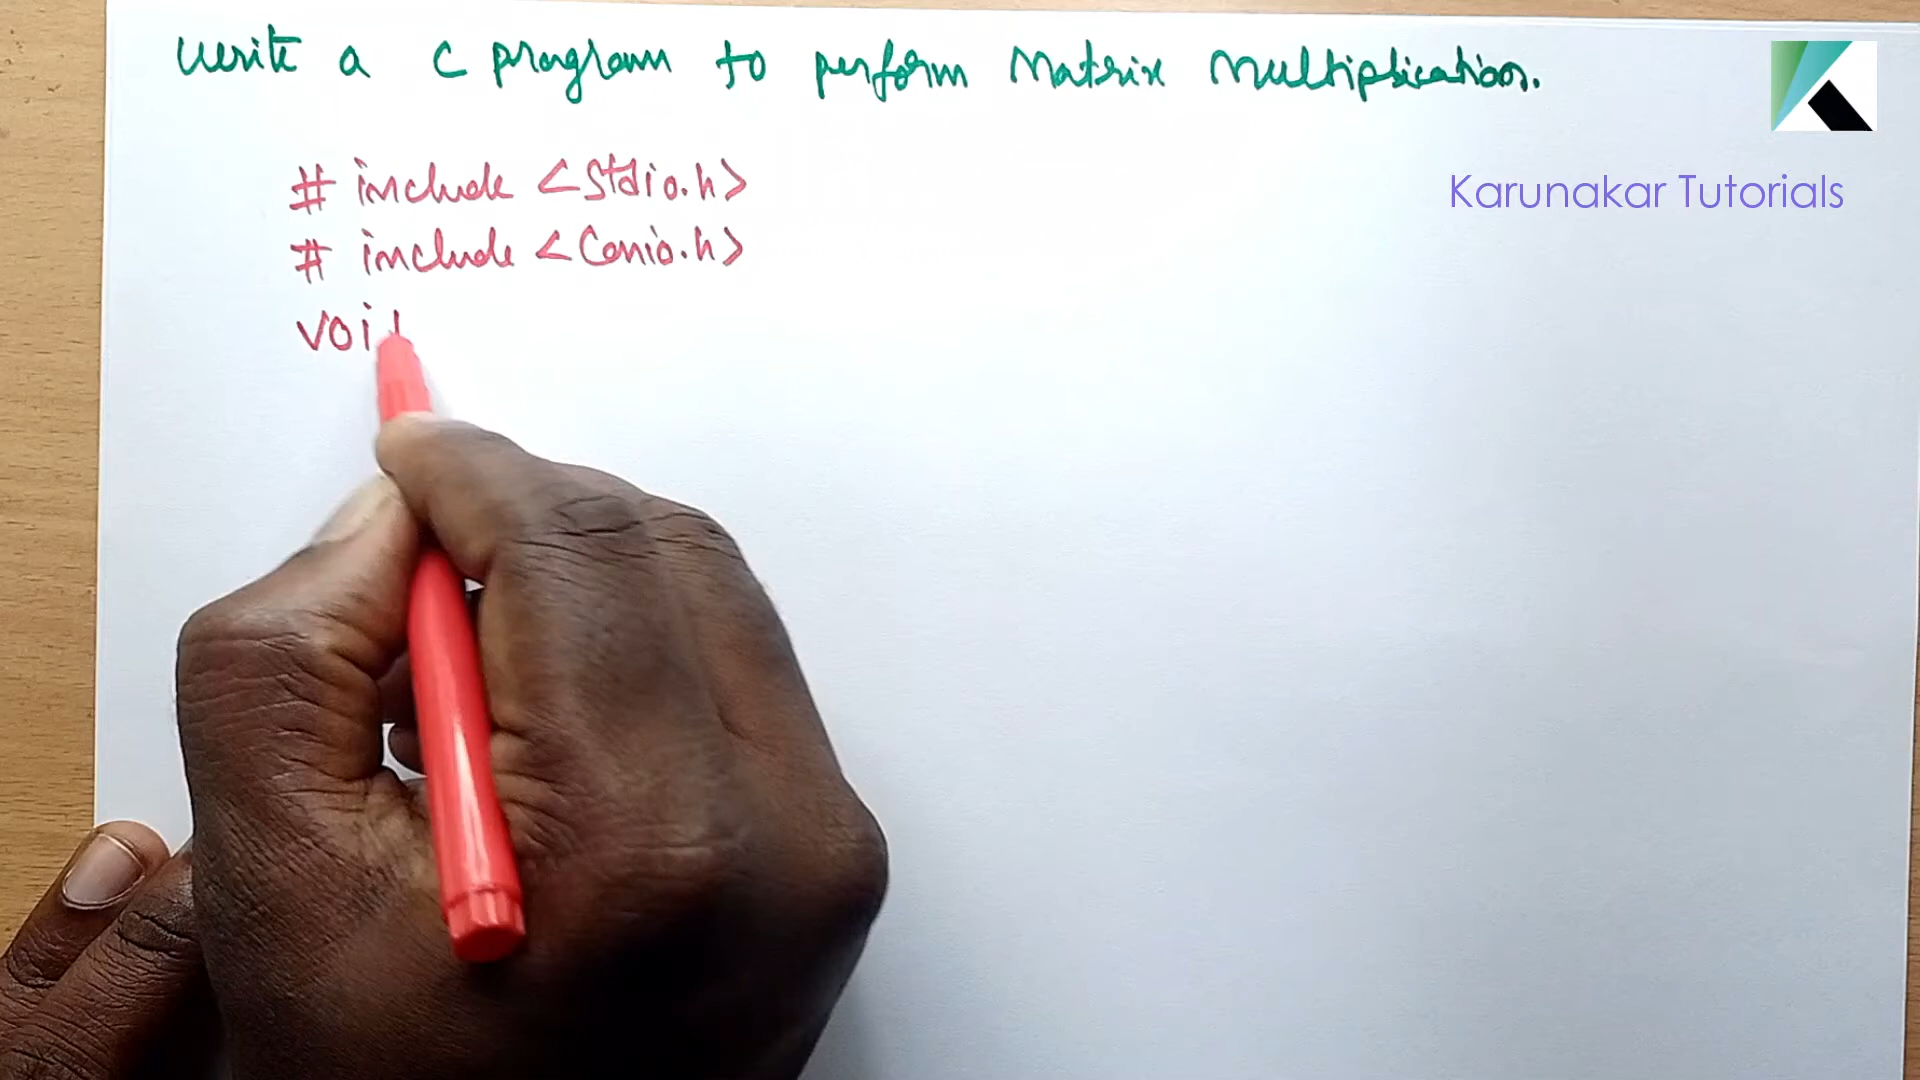 Write a C program to perform Matrix Multiplication.
# include <stdio.h>
# include <Conio.h>
voi
Karunakar Tutorials